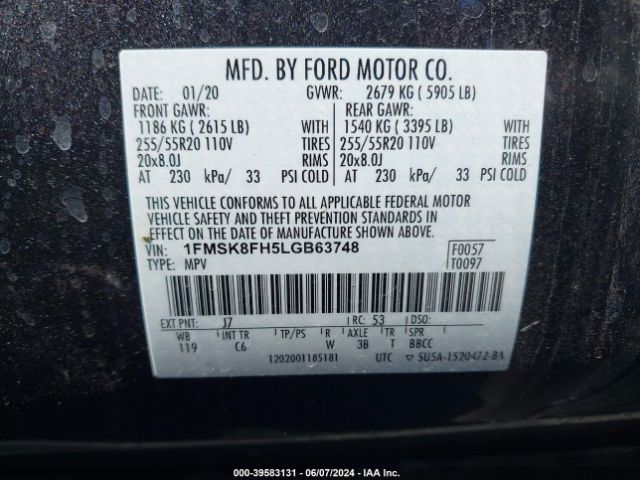 MFD. BY FORD MOTOR CO.
DATE: 01/20 GVWR: 2679 KG ( 5905 LB)
FRONT GAWR: REAR GAWR:
1186 KG ( 2615 LB) WITH 1540 KG ( 3395 LB) WITH
255/55R20 110V TIRES 255/55R20 110V TIRES
20x8.0J RIMS 20x8.0J RIMS
AT 230 kPa/ 33 PSI COLD AT 230 kPa/ 33 PSI COLD
THIS VEHICLE CONFORMS TO ALL APPLICABLE FEDERAL MOTOR
VEHICLE SAFETY AND THEFT PREVENTION STANDARDS IN
EFFECT ON THE DATE OF MANUFACTURE SHOWN ABOVE.
VIN: 1FMSK8FH5LGB63748 F0057
TYPE: MPV T0097
EXT PNT: J7 RC: 53 DSO:
WB INT TR TP/PS R AXLE TR SPR
119 C6 W 3B T BBCC
1202001185181 UTC ▽ SU5A-1520472-BA
000-39583131 - 06/07/2024 - IAA Inc.